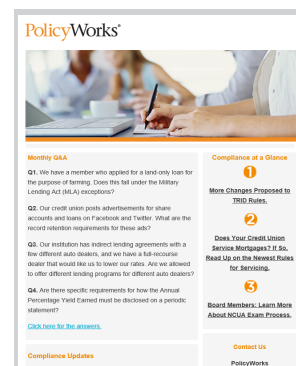 PolicyWorks®
Monthly Q&A
Q1. We have a member who applied for a land-only loan for
the purpose of farming. Does this fall under the Military
Lending Act (MLA) exceptions?
Q2. Our credit union posts advertisements for share
accounts and loans on Facebook and Twitter. What are the
record retention requirements for these ads?
Q3. Our institution has indirect lending agreements with a
few different auto dealers, and we have a full-recourse
dealer that would like us to lower our rates. Are we allowed
to offer different lending programs for different auto dealers?
Q4. Are there specific requirements for how the Annual
Percentage Yield Earned must be disclosed on a periodic
statement?
Click here for the answers.
Compliance Updates
Compliance at a Glance
1
More Changes Proposed to
TRID Rules.
2
Does Your Credit Union
Service Mortgages? If So,
Read Up on the Newest Rules
for Servicing.
3
Board Members: Learn More
About NCUA Exam Process.
Contact Us
PolicyWorks